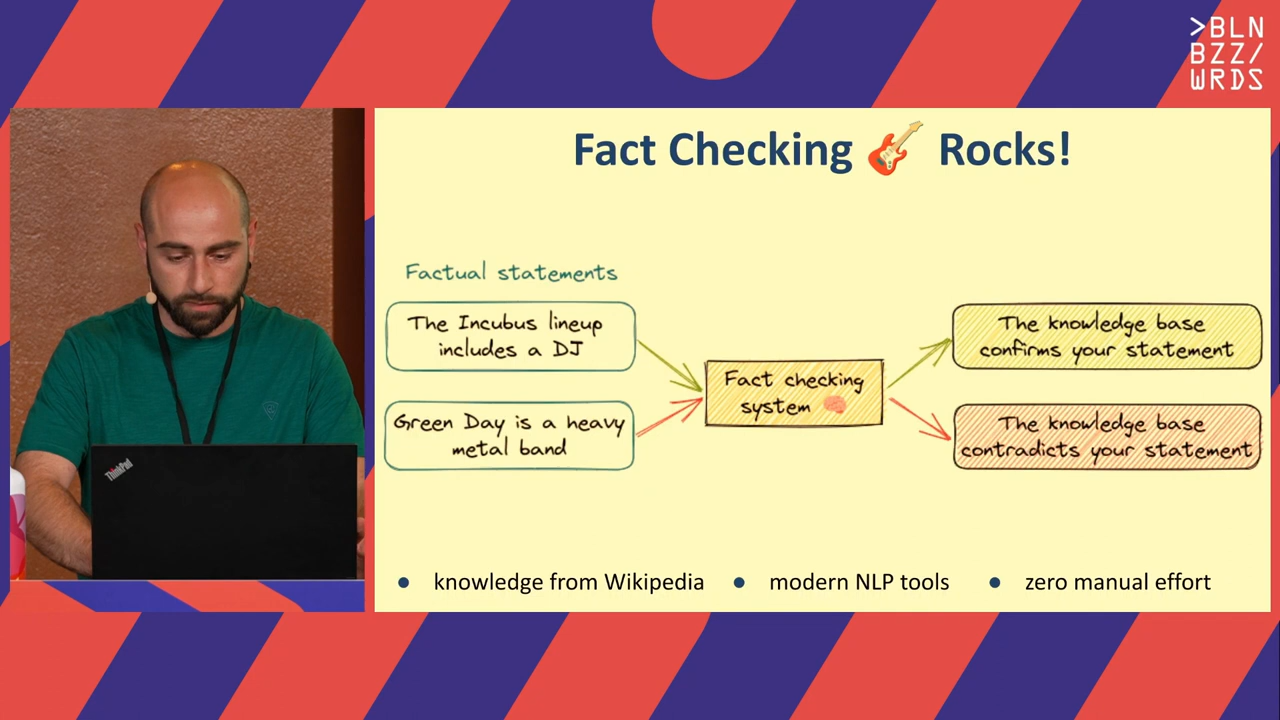 >BLN
BZZ/
WRDS
Fact Checking 🎸 Rocks!
Factual statements
The Incubus lineup
includes a DJ
Green Day is a heavy
metal band
Fact checking
system 🧠
The knowledge base
confirms your statement
The knowledge base
contradicts your statement
• knowledge from Wikipedia • modern NLP tools • zero manual effort
ThinkPad